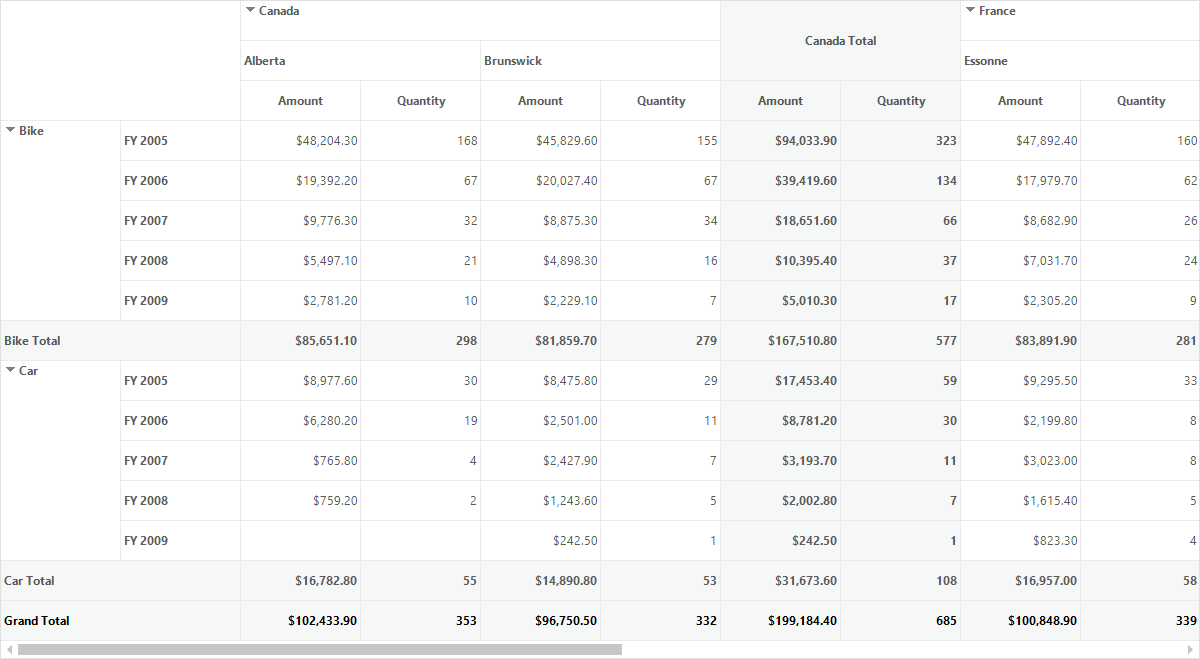 Canada Canada Total France
Alberta Brunswick Essonne
Amount Quantity Amount Quantity Amount Quantity Amount Quantity
Bike FY 2005 $48,204.30 168 $45,829.60 155 $94,033.90 323 $47,892.40 160
FY 2006 $19,392.20 67 $20,027.40 67 $39,419.60 134 $17,979.70 62
FY 2007 $9,776.30 32 $8,875.30 34 $18,651.60 66 $8,682.90 26
FY 2008 $5,497.10 21 $4,898.30 16 $10,395.40 37 $7,031.70 24
FY 2009 $2,781.20 10 $2,229.10 7 $5,010.30 17 $2,305.20 9
Bike Total $85,651.10 298 $81,859.70 279 $167,510.80 577 $83,891.90 281
Car FY 2005 $8,977.60 30 $8,475.80 29 $17,453.40 59 $9,295.50 33
FY 2006 $6,280.20 19 $2,501.00 11 $8,781.20 30 $2,199.80 8
FY 2007 $765.80 4 $2,427.90 7 $3,193.70 11 $3,023.00 8
FY 2008 $759.20 2 $1,243.60 5 $2,002.80 7 $1,615.40 5
FY 2009 $242.50 1 $242.50 1 $823.30 4
Car Total $16,782.80 55 $14,890.80 53 $31,673.60 108 $16,957.00 58
Grand Total $102,433.90 353 $96,750.50 332 $199,184.40 685 $100,848.90 339